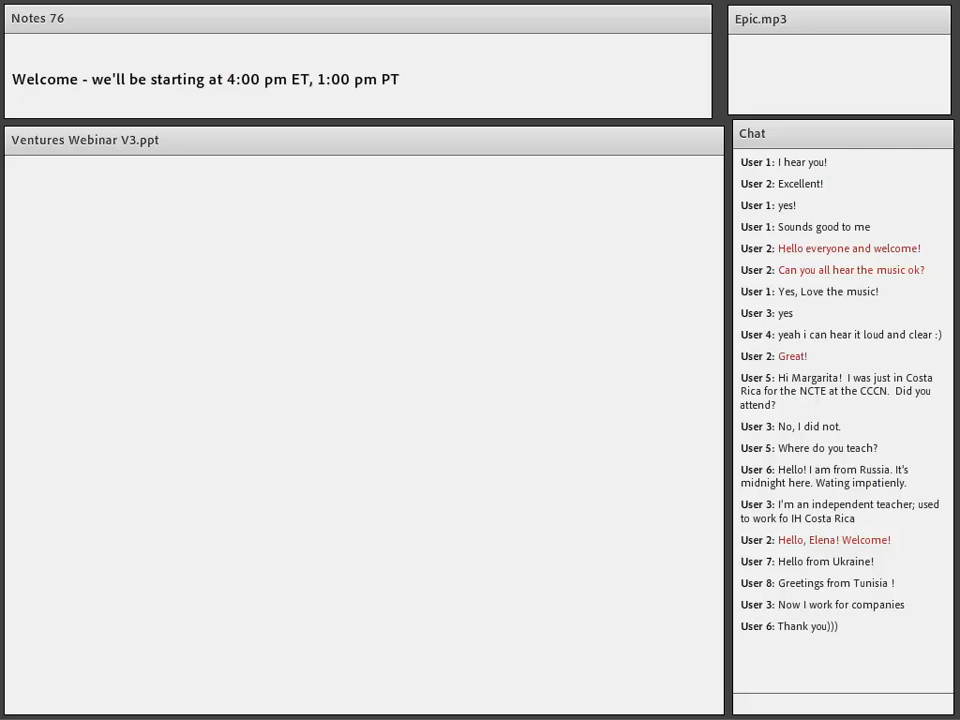 Notes 76
Welcome - we'll be starting at 4:00 pm ET, 1:00 pm PT
Ventures Webinar V3.ppt
Epic.mp3
Chat
User 1: I hear you!
User 2: Excellent!
User 1: yes!
User 1: Sounds good to me
User 2: Hello everyone and welcome!
User 2: Can you all hear the music ok?
User 1: Yes, Love the music!
User 3: yes
User 4: yeah i can hear it loud and clear :)
User 2: Great!
User 5: Hi Margarita! I was just in Costa
Rica for the NCTE at the CCCN. Did you
attend?
User 3: No, I did not.
User 5: Where do you teach?
User 6: Hello! I am from Russia. It's
midnight here. Wating impatienly.
User 3: I'm an independent teacher; used
to work fo IH Costa Rica
User 2: Hello, Elena! Welcome!
User 7: Hello from Ukraine!
User 8: Greetings from Tunisia !
User 3: Now I work for companies
User 6: Thank you)))